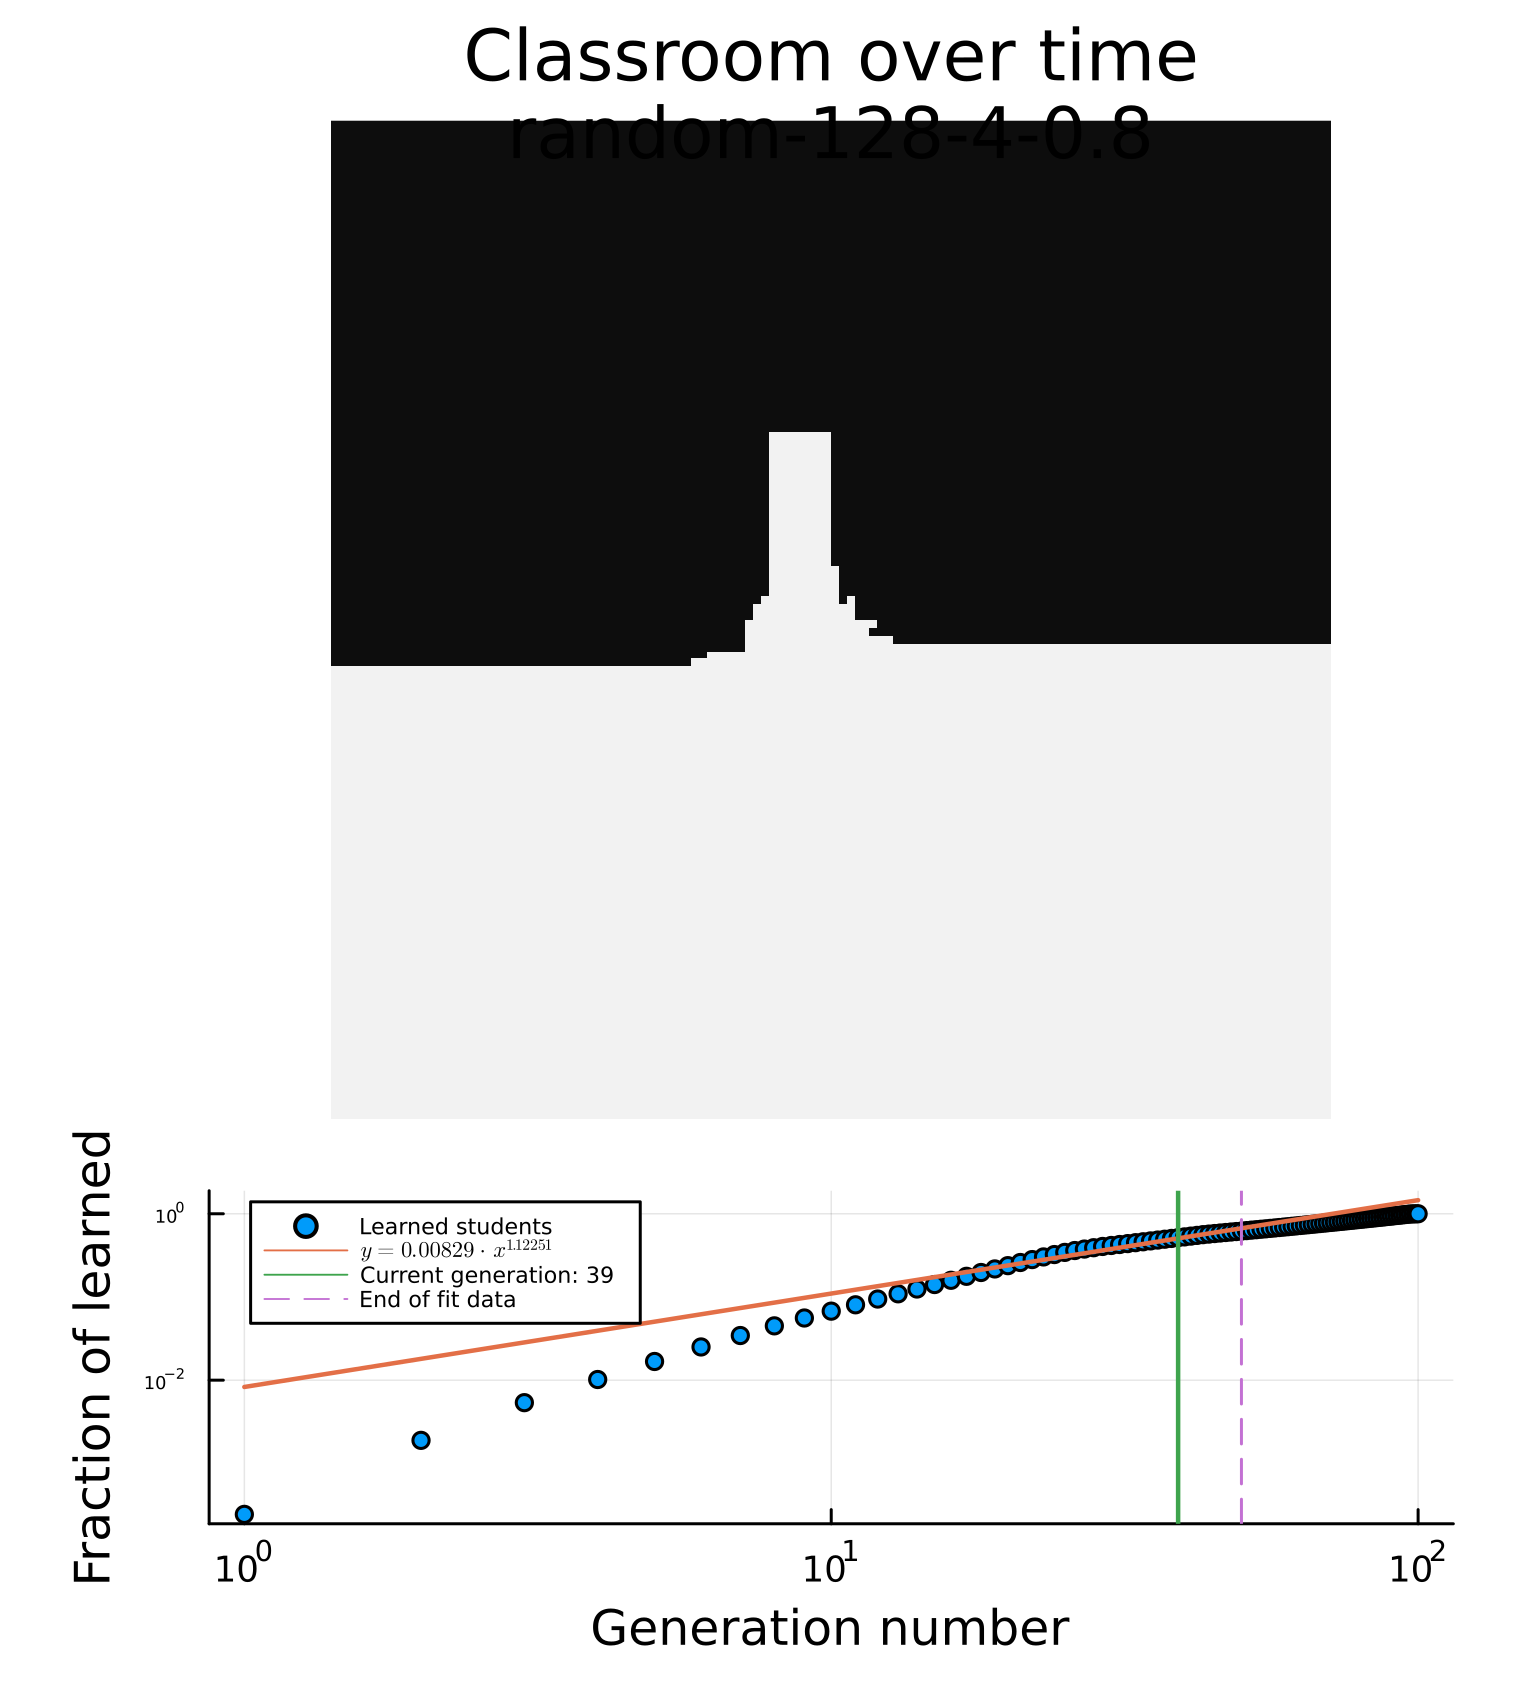 Classroom over time
random-128-4-0.8
Fraction of learned
10^0
10^-2
Learned students
y = 0.00829 · x^1.12251
Current generation: 39
End of fit data
10^0
10^1
10^2
Generation number